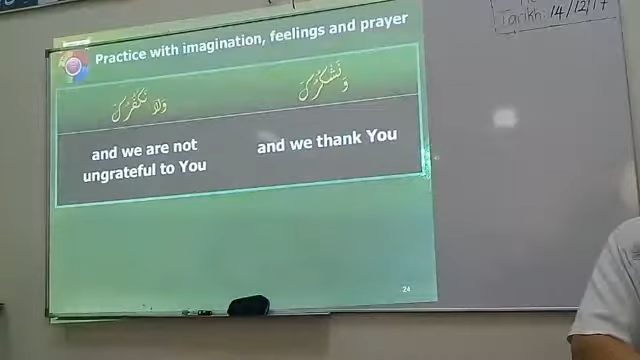 Tarikh: 14/12/17
Practice with imagination, feelings and prayer
وَنَشْكُرُكَ
وَلَا نَكْفُرُكَ
and we thank You
and we are not
ungrateful to You
24